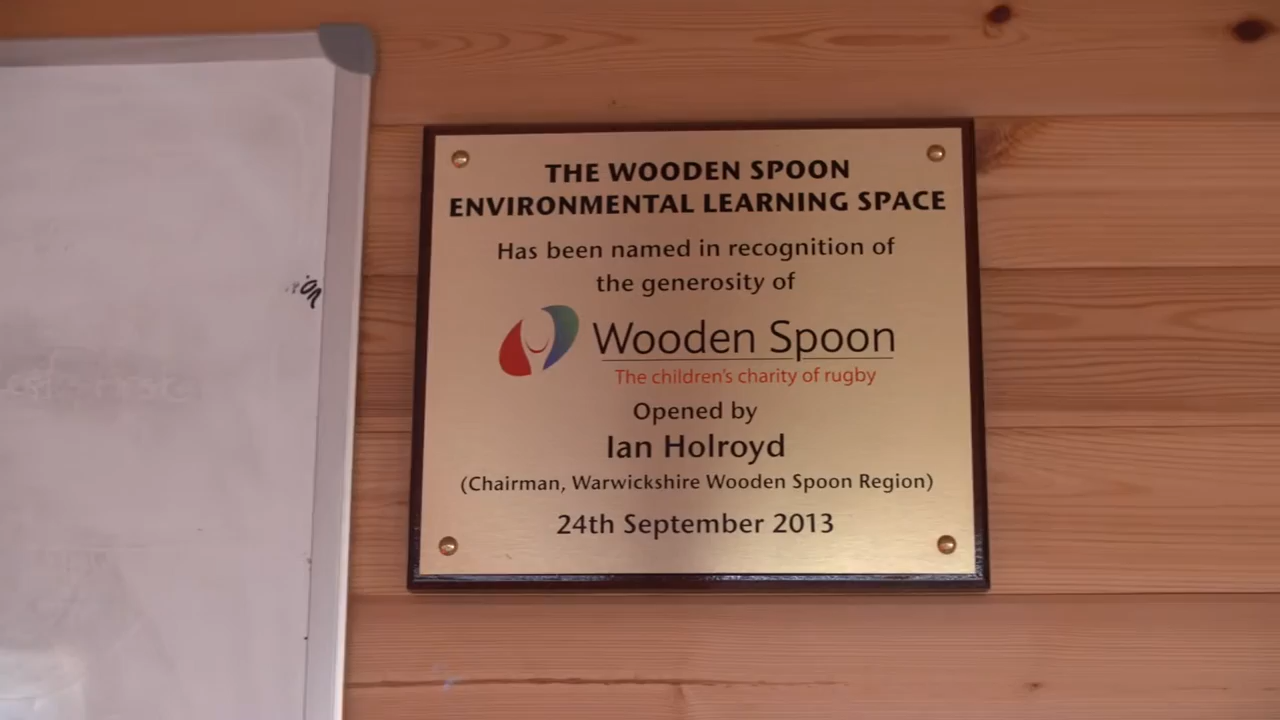 THE WOODEN SPOON
ENVIRONMENTAL LEARNING SPACE
Has been named in recognition of
the generosity of
Wooden Spoon
The children's charity of rugby
Opened by
Ian Holroyd
(Chairman, Warwickshire Wooden Spoon Region)
24th September 2013